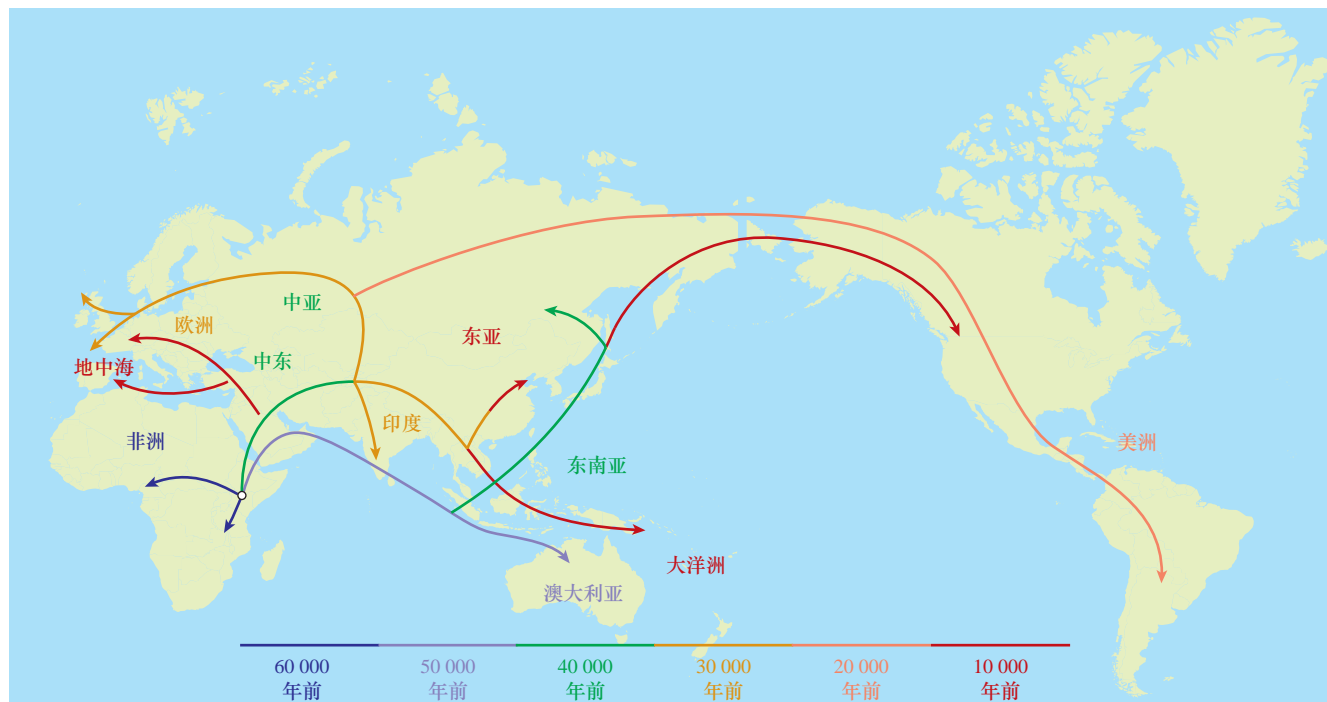 中亚
欧洲
东亚
地中海
中东
印度
非洲
美洲
东南亚
大洋洲
澳大利亚
60 000
年前
50 000
年前
40 000
年前
30 000
年前
20 000
年前
10 000
年前